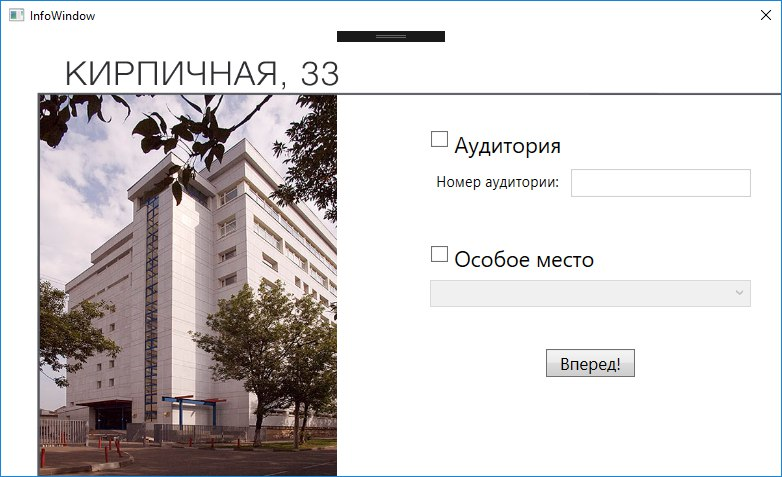 InfoWindow
КИРПИЧНАЯ, 33
Аудитория
Номер аудитории:
Особое место
Вперед!